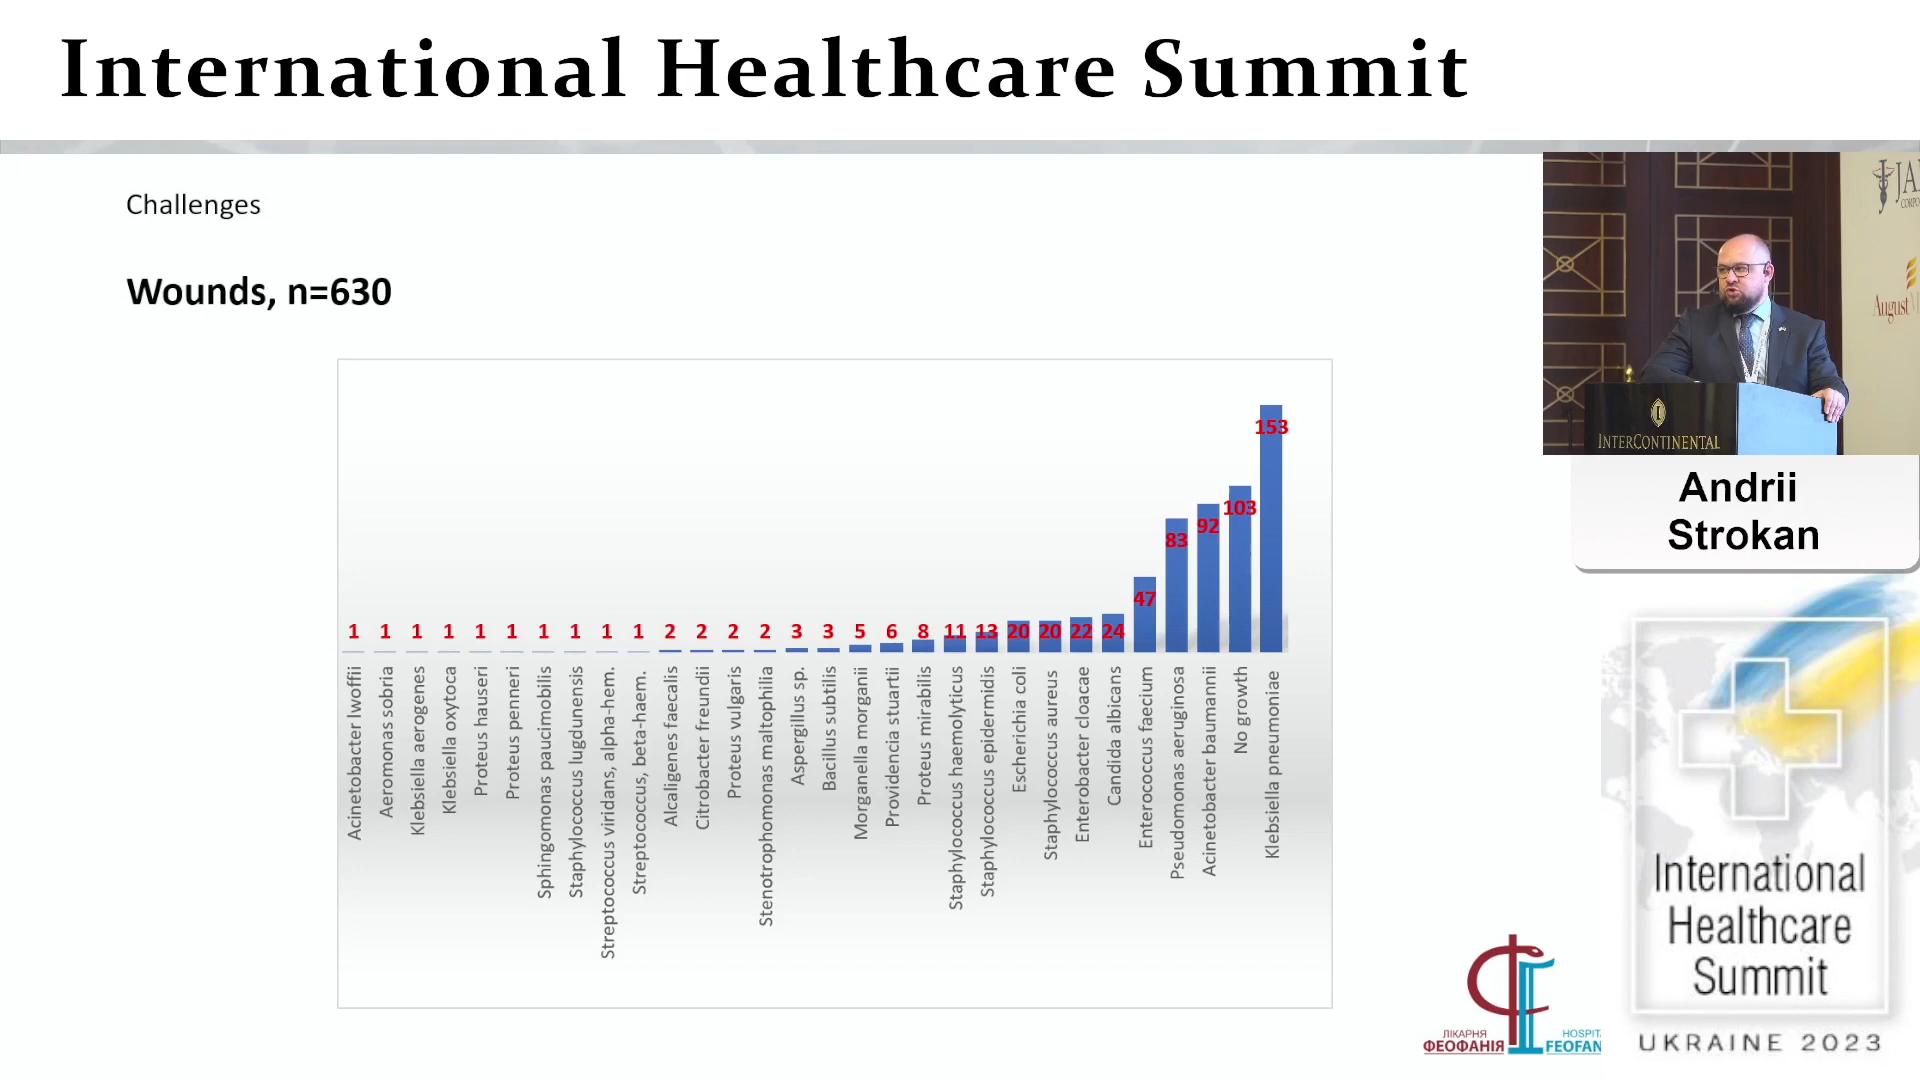 International Healthcare Summit
Challenges
Wounds, n=630
1 1 1 1 1 1 1 1 1 1 2 2 2 2 3 3 5 6 8 11 13 20 20 22 24 47 83 92 103 153
Acinetobacter lwoffii
Aeromonas sobria
Klebsiella aerogenes
Klebsiella oxytoca
Proteus hauseri
Proteus penneri
Sphingomonas paucimobilis
Staphylococcus lugdunensis
Streptococcus viridans, alpha-hem.
Streptococcus, beta-haem.
Alcaligenes faecalis
Citrobacter freundii
Proteus vulgaris
Stenotrophomonas maltophilia
Aspergillus sp.
Bacillus subtilis
Morganella morganii
Providencia stuartii
Proteus mirabilis
Staphylococcus haemolyticus
Staphylococcus epidermidis
Escherichia coli
Staphylococcus aureus
Enterobacter cloacae
Candida albicans
Enterococcus faecium
Pseudomonas aeruginosa
Acinetobacter baumannii
No growth
Klebsiella pneumoniae
JA
CORPO
August
INTERCONTINENTAL
Andrii
Strokan
International
Healthcare
Summit
UKRAINE 2023
ЛІКАРНЯ
ФЕОФАНІЯ
HOSPIT
FEOFAN